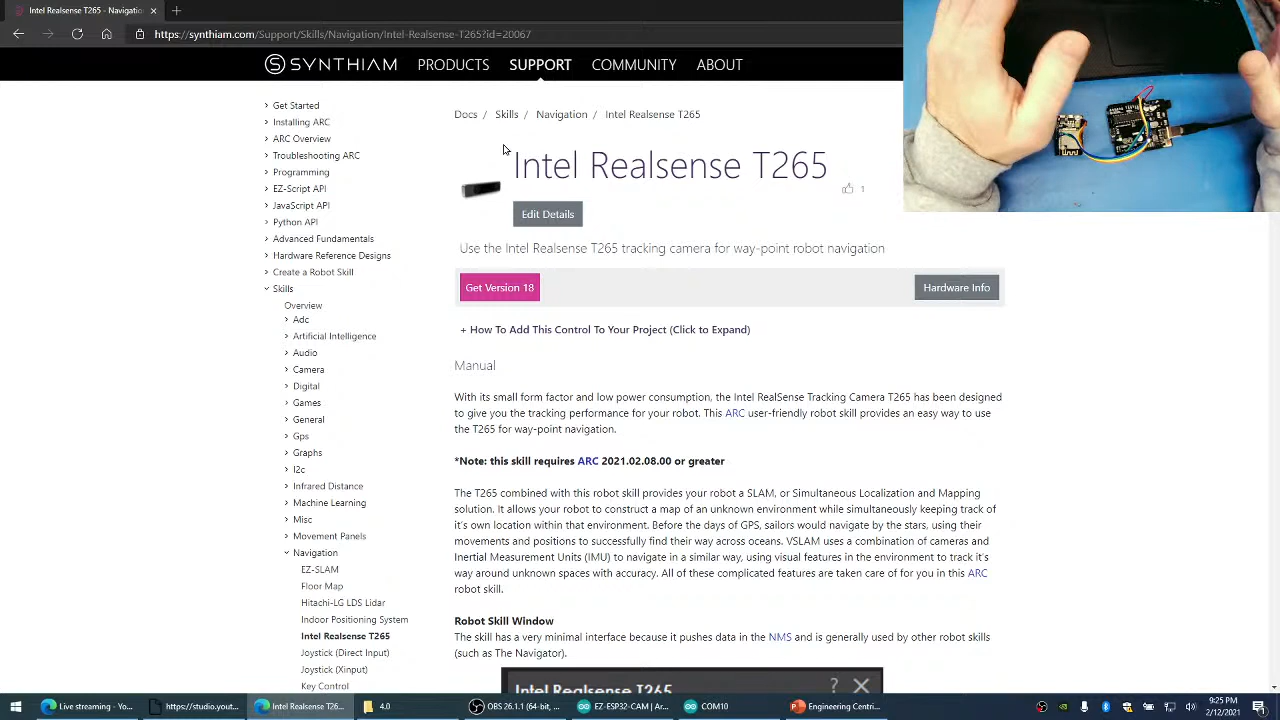 Intel Realsense T265 - Navigatio
https://synthiam.com/Support/Skills/Navigation/Intel-Realsense-T265?id=20067
SYNTHIAM
PRODUCTS
SUPPORT
COMMUNITY
ABOUT
Get Started
Installing ARC
ARC Overview
Troubleshooting ARC
Programming
EZ-Script API
JavaScript API
Python API
Advanced Fundamentals
Hardware Reference Designs
Create a Robot Skill
Skills
Overview
Adc
Artificial Intelligence
Audio
Camera
Digital
Games
General
Gps
Graphs
I2c
Infrared Distance
Machine Learning
Misc
Movement Panels
Navigation
EZ-SLAM
Floor Map
Hitachi-LG LDS Lidar
Indoor Positioning System
Intel Realsense T265
Joystick (Direct Input)
Joystick (Xinput)
Key Control
Docs / Skills / Navigation / Intel Realsense T265
Intel Realsense T265
1
Edit Details
Use the Intel Realsense T265 tracking camera for way-point robot navigation
Get Version 18
Hardware Info
+ How To Add This Control To Your Project (Click to Expand)
Manual
With its small form factor and low power consumption, the Intel RealSense Tracking Camera T265 has been designed
to give you the tracking performance for your robot. This ARC user-friendly robot skill provides an easy way to use
the T265 for way-point navigation.
*Note: this skill requires ARC 2021.02.08.00 or greater
The T265 combined with this robot skill provides your robot a SLAM, or Simultaneous Localization and Mapping
solution. It allows your robot to construct a map of an unknown environment while simultaneously keeping track of
it's own location within that environment. Before the days of GPS, sailors would navigate by the stars, using their
movements and positions to successfully find their way across oceans. VSLAM uses a combination of cameras and
Inertial Measurement Units (IMU) to navigate in a similar way, using visual features in the environment to track it's
way around unknown spaces with accuracy. All of these complicated features are taken care of for you in this ARC
robot skill.
Robot Skill Window
The skill has a very minimal interface because it pushes data in the NMS and is generally used by other robot skills
(such as The Navigator).
Intel Realsense T265
?
Live streaming - Yo...
https://studio.yout...
Intel Realsense T26...
4.0
OBS 26.1.1 (64-bit, ...
EZ-ESP32-CAM | Ar...
COM10
Engineering Centri...
9:25 PM
2/12/2021